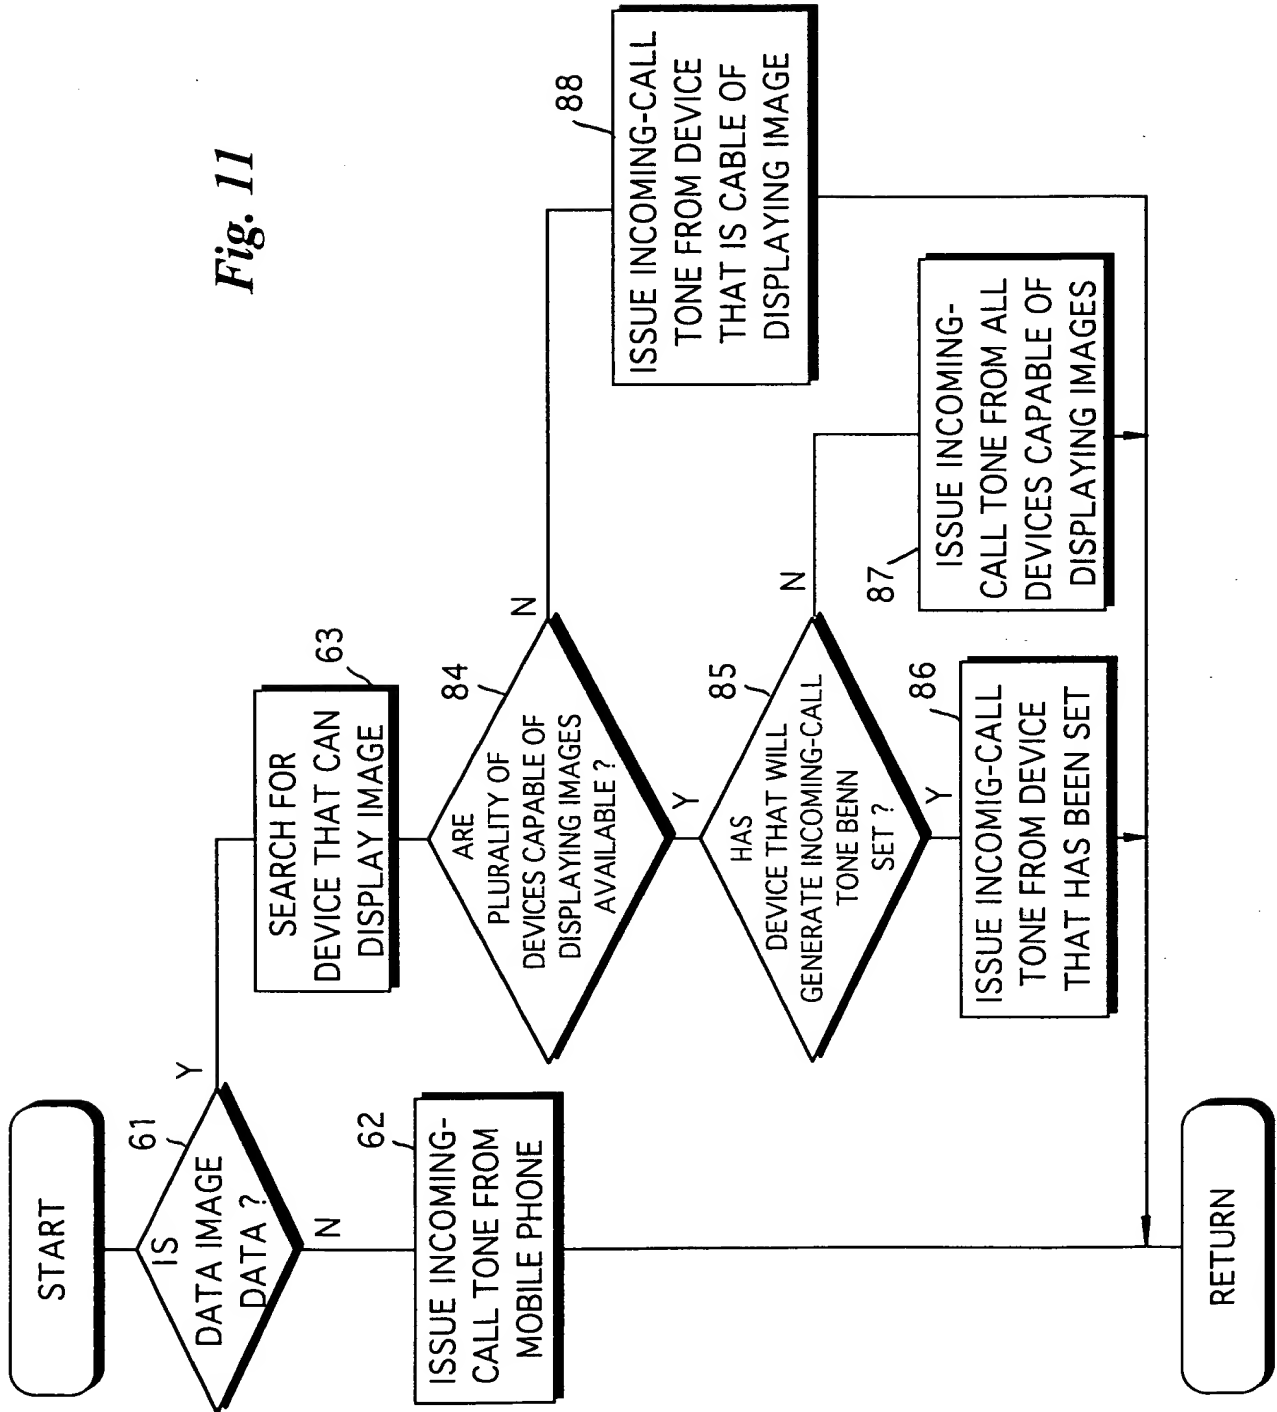 Fig. 11
START
61
IS
DATA IMAGE
DATA ?
Y
N
62
ISSUE INCOMING-
CALL TONE FROM
MOBILE PHONE
63
SEARCH FOR
DEVICE THAT CAN
DISPLAY IMAGE
84
ARE
PLURALITY OF
DEVICES CAPABLE OF
DISPLAYING IMAGES
AVAILABLE ?
N
Y
85
HAS
DEVICE THAT WILL
GENERATE INCOMING-CALL
TONE BENN
SET ?
N
Y
86
ISSUE INCOMIG-CALL
TONE FROM DEVICE
THAT HAS BEEN SET
87
ISSUE INCOMING-
CALL TONE FROM ALL
DEVICES CAPABLE OF
DISPLAYING IMAGES
88
ISSUE INCOMING-CALL
TONE FROM DEVICE
THAT IS CABLE OF
DISPLAYING IMAGE
RETURN